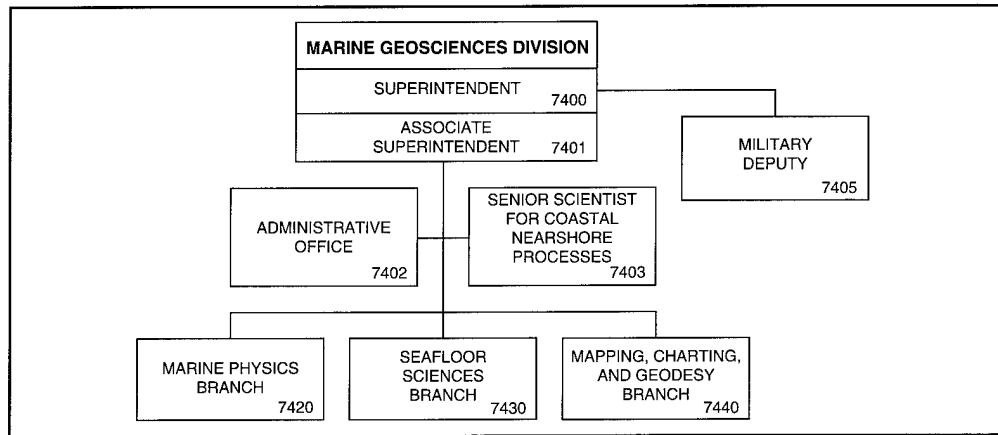 MARINE GEOSCIENCES DIVISION
SUPERINTENDENT
7400
ASSOCIATE
SUPERINTENDENT
7401
MILITARY
DEPUTY
7405
ADMINISTRATIVE
OFFICE
7402
SENIOR SCIENTIST
FOR COASTAL
NEARSHORE
PROCESSES
7403
MARINE PHYSICS
BRANCH
7420
SEAFLOOR
SCIENCES
BRANCH
7430
MAPPING, CHARTING,
AND GEODESY
BRANCH
7440